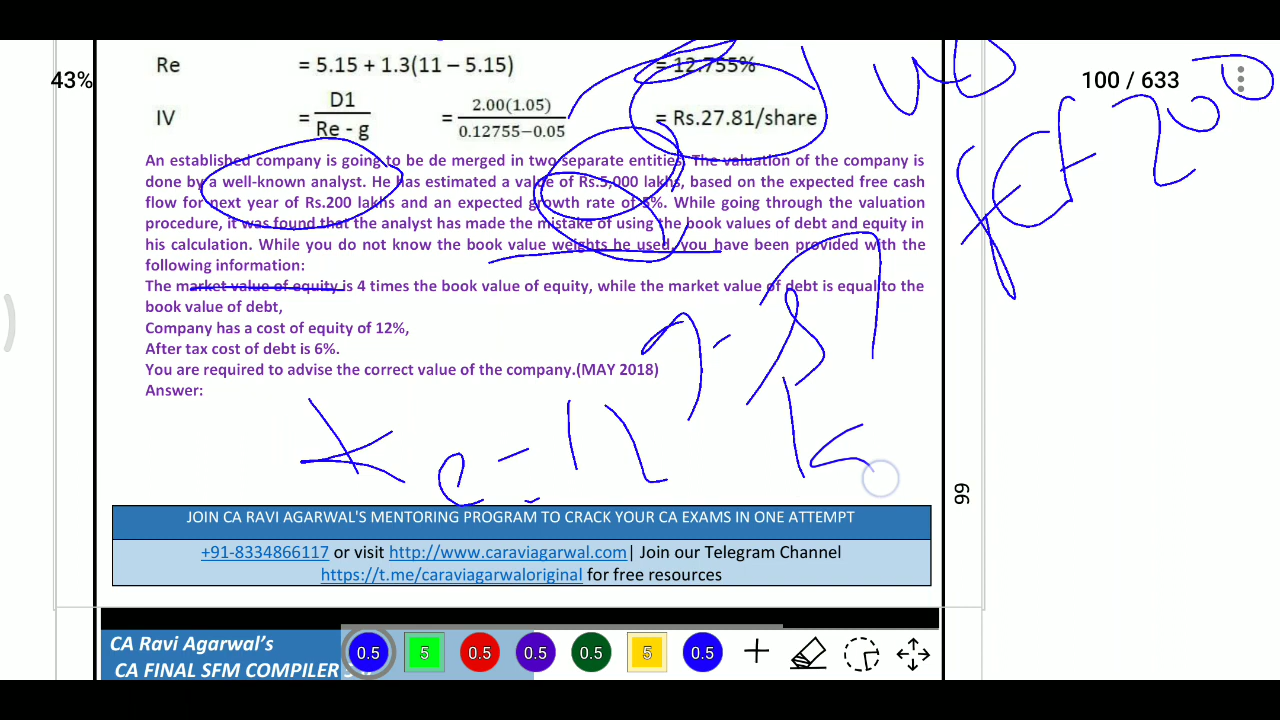 43%
100 / 633
Re = 5.15 + 1.3(11 – 5.15) = 12.755%
IV = D1 / Re - g = 2.00(1.05) / 0.12755−0.05 = Rs.27.81/share
An established company is going to be de merged in two separate entities. The valuation of the company is
done by a well-known analyst. He has estimated a value of Rs.5,000 lakhs, based on the expected free cash
flow for next year of Rs.200 lakhs and an expected growth rate of 5%. While going through the valuation
procedure, it was found that the analyst has made the mistake of using the book values of debt and equity in
his calculation. While you do not know the book value weights he used, you have been provided with the
following information:
The market value of equity is 4 times the book value of equity, while the market value of debt is equal to the
book value of debt,
Company has a cost of equity of 12%,
After tax cost of debt is 6%.
You are required to advise the correct value of the company.(MAY 2018)
Answer:
99
JOIN CA RAVI AGARWAL'S MENTORING PROGRAM TO CRACK YOUR CA EXAMS IN ONE ATTEMPT
+91-8334866117 or visit http://www.caraviagarwal.com| Join our Telegram Channel
https://t.me/caraviagarwaloriginal for free resources
CA Ravi Agarwal's
CA FINAL SFM COMPILER
0.5 5 0.5 0.5 0.5 5 0.5